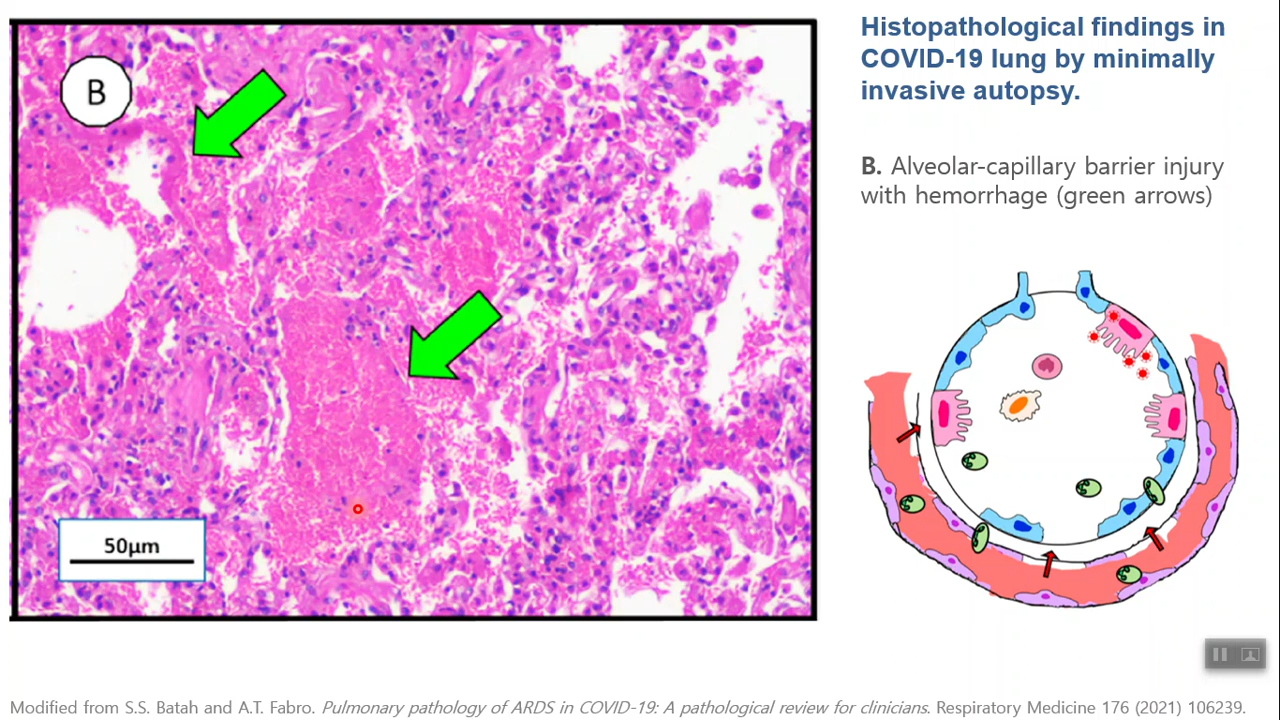 B
50µm
Histopathological findings in
COVID-19 lung by minimally
invasive autopsy.
B. Alveolar-capillary barrier injury
with hemorrhage (green arrows)
Modified from S.S. Batah and A.T. Fabro. Pulmonary pathology of ARDS in COVID-19: A pathological review for clinicians. Respiratory Medicine 176 (2021) 106239.